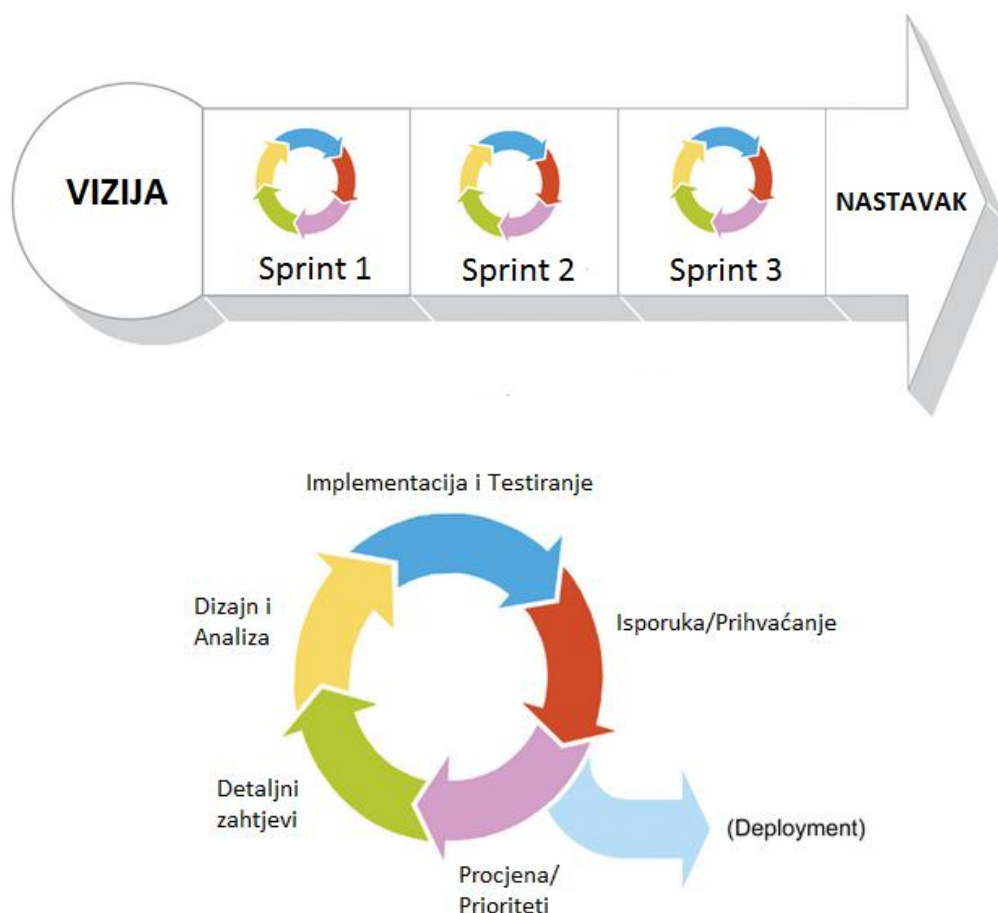 VIZIJA
Sprint 1
Sprint 2
Sprint 3
NASTAVAK
Implementacija i Testiranje
Dizajn i
Analiza
Isporuka/Prihvaćanje
Detaljni
zahtjevi
(Deployment)
Procjena/
Prioriteti